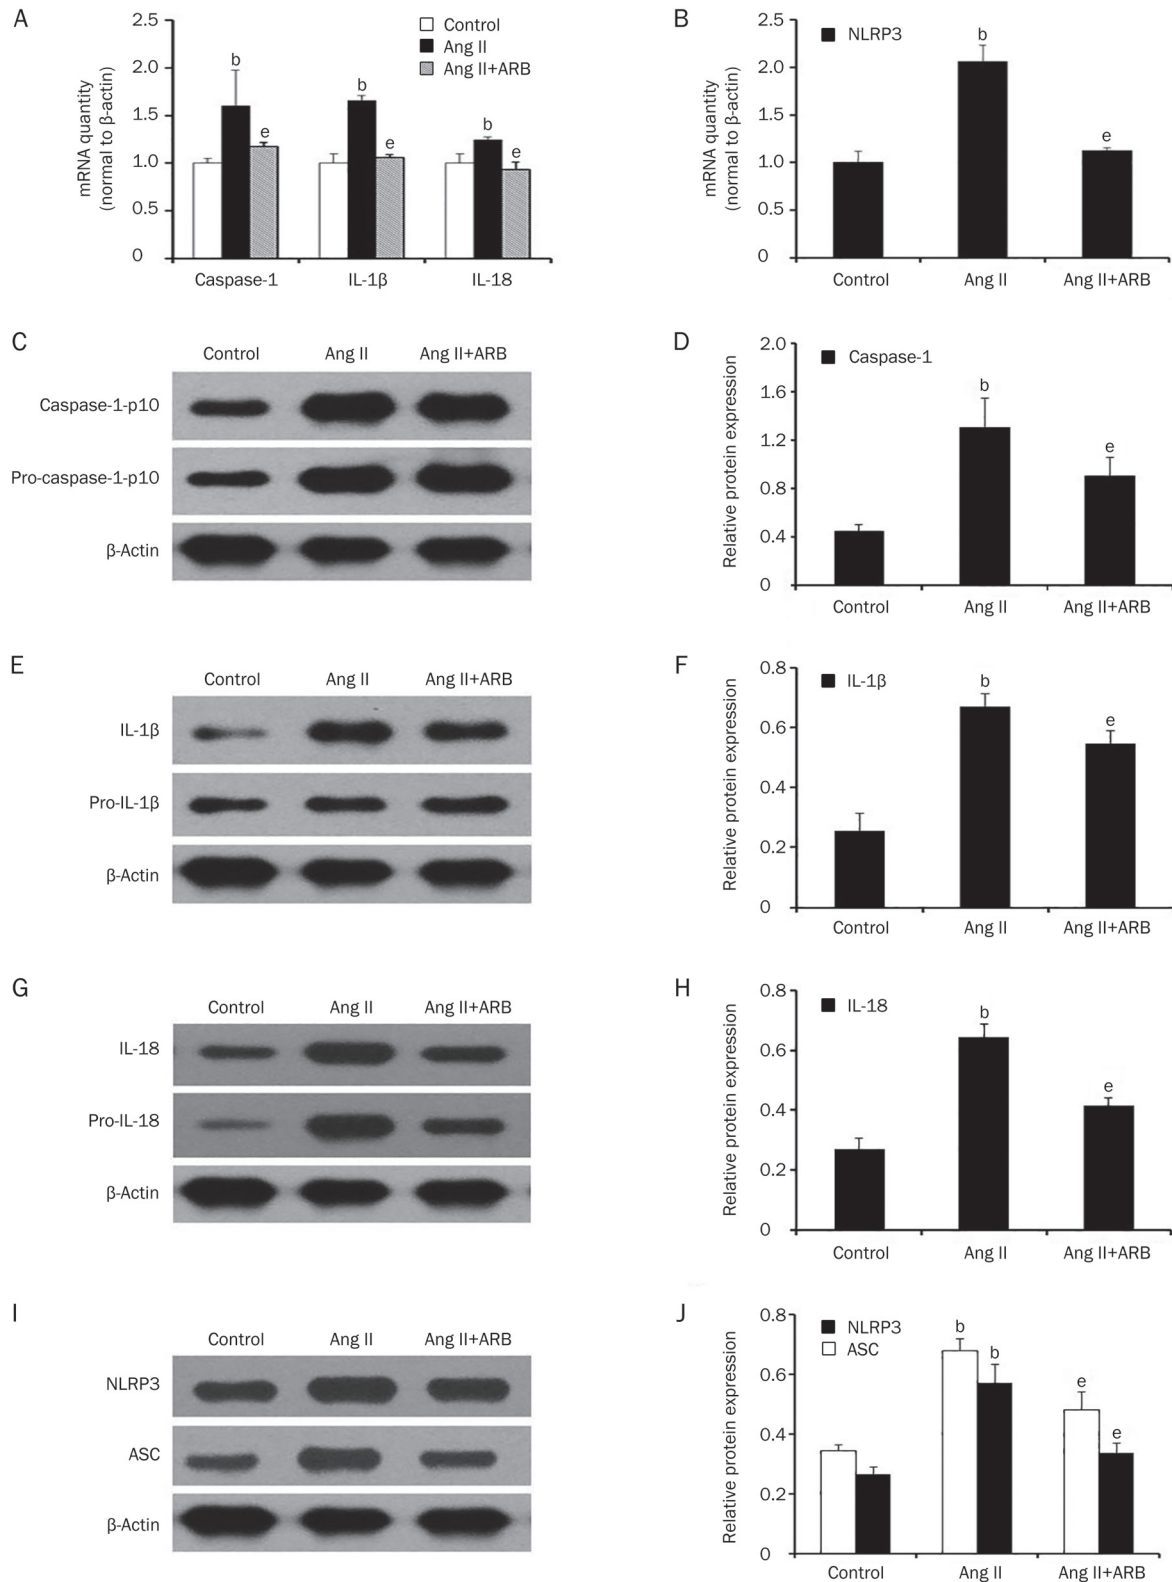 A
mRNA quantity
(normal to β-actin)
2.5
2.0
1.5
1.0
0.5
0
Control
Ang II
Ang II+ARB
b
e
b
e
b
e
Caspase-1 IL-1β IL-18
B
mRNA quantity
(normal to β-actin)
2.5
2.0
1.5
1.0
0.5
0
NLRP3
b
e
Control Ang II Ang II+ARB
C
Control Ang II Ang II+ARB
Caspase-1-p10
Pro-caspase-1-p10
β-Actin
D
Relative protein expression
2.0
1.6
1.2
0.8
0.4
0
Caspase-1
b
e
Control Ang II Ang II+ARB
E
Control Ang II Ang II+ARB
IL-1β
Pro-IL-1β
β-Actin
F
Relative protein expression
0.8
0.6
0.4
0.2
0
IL-1β
b
e
Control Ang II Ang II+ARB
G
Control Ang II Ang II+ARB
IL-18
Pro-IL-18
β-Actin
H
Relative protein expression
0.8
0.6
0.4
0.2
0
IL-18
b
e
Control Ang II Ang II+ARB
I
Control Ang II Ang II+ARB
NLRP3
ASC
β-Actin
J
Relative protein expression
0.8
0.6
0.4
0.2
0
NLRP3
ASC
b
b
e
e
Control Ang II Ang II+ARB